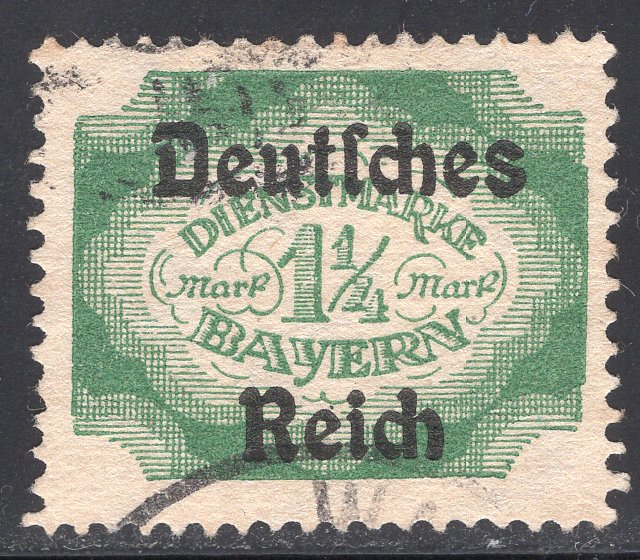 Deutſches
DIENSTMARKE
Mark 1 1/4 Mark
BAYERN
Reich